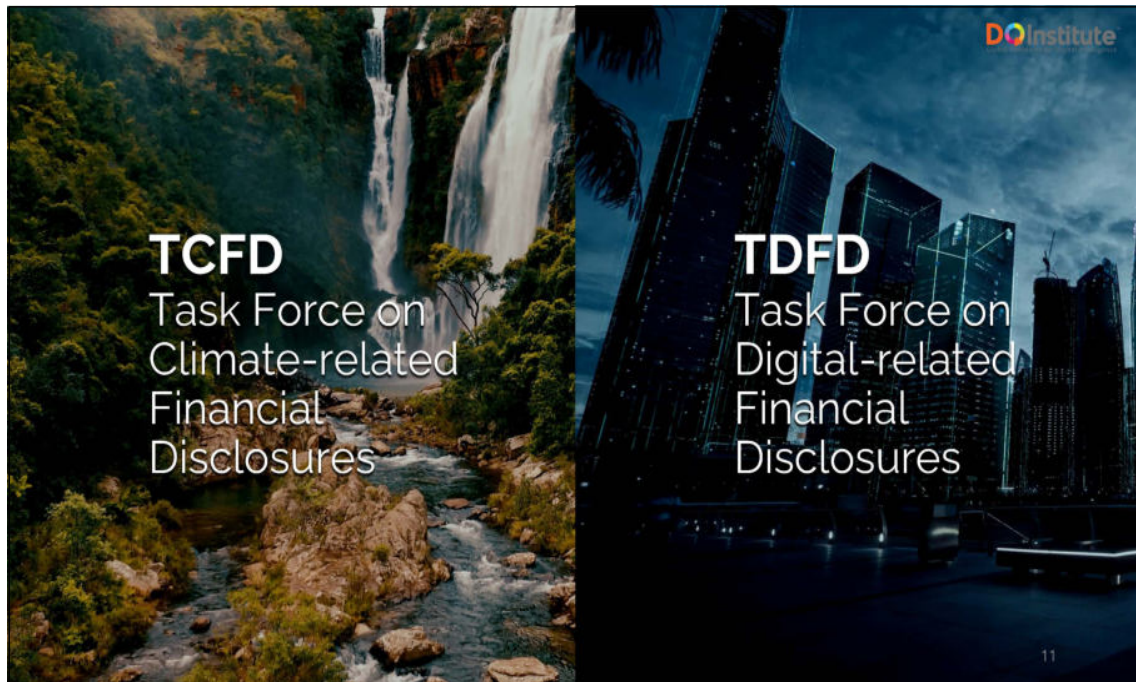 TCFD
Task Force on
Climate-related
Financial
Disclosures
DQInstitute
TDFD
Task Force on
Digital-related
Financial
Disclosures
11